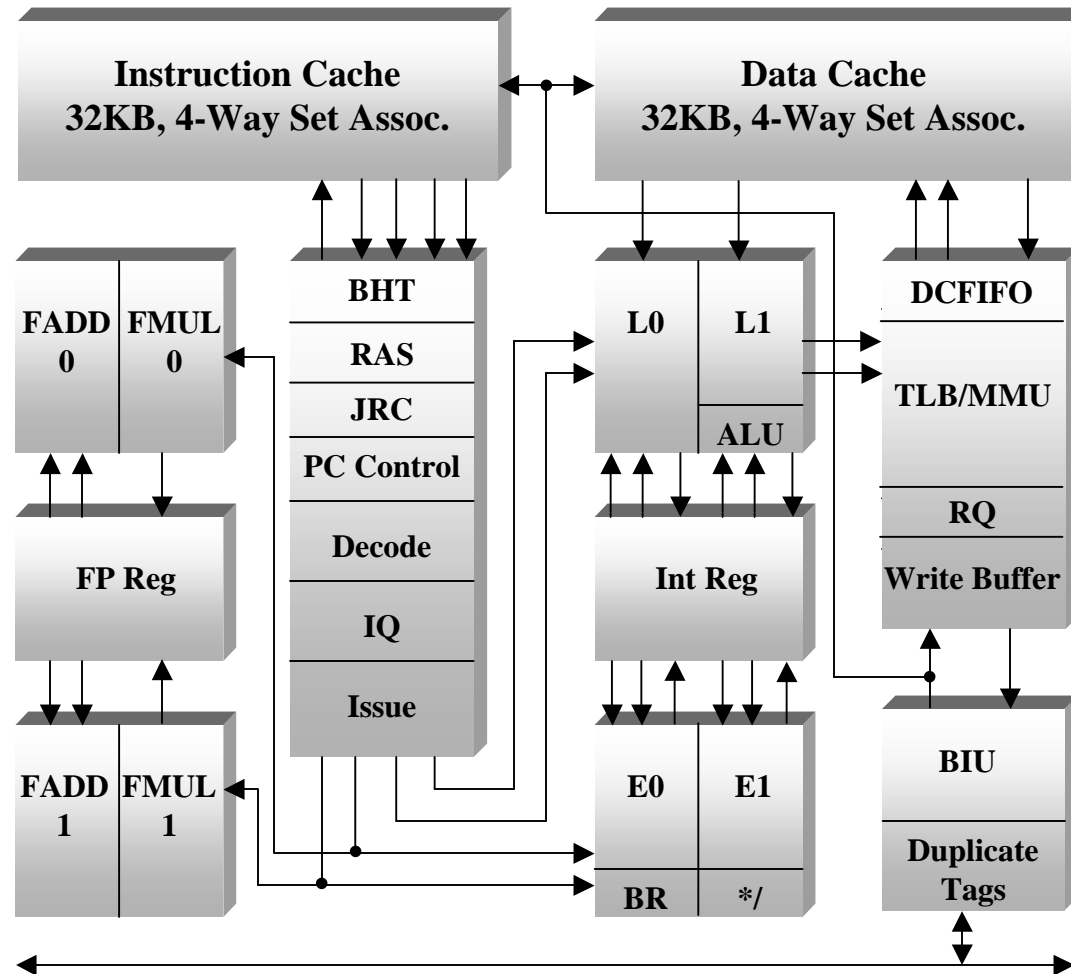 Instruction Cache
32KB, 4-Way Set Assoc.
Data Cache
32KB, 4-Way Set Assoc.
FADD
0
FMUL
0
BHT
RAS
JRC
PC Control
Decode
IQ
Issue
L0
L1
ALU
DCFIFO
TLB/MMU
RQ
Write Buffer
FP Reg
Int Reg
FADD
1
FMUL
1
E0
E1
BR
*/
BIU
Duplicate
Tags